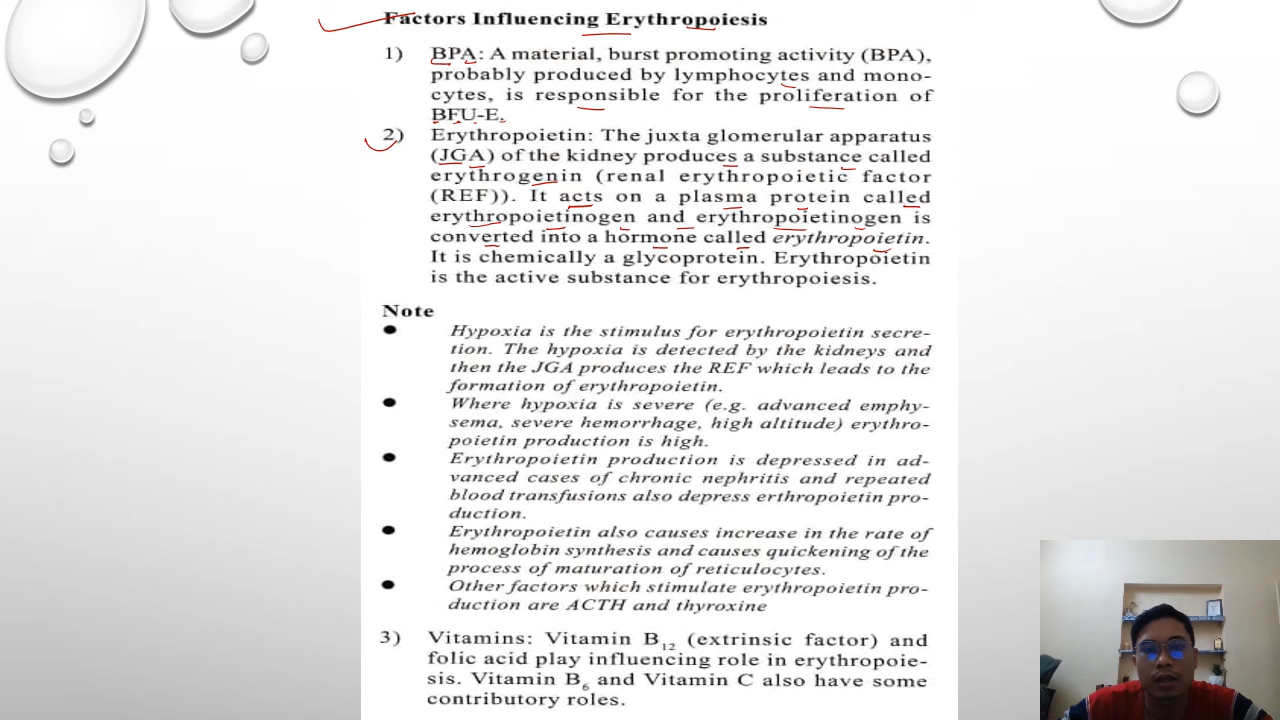 Factors Influencing Erythropoiesis
1) BPA: A material, burst promoting activity (BPA),
probably produced by lymphocytes and mono-
cytes, is responsible for the proliferation of
BFU-E.
2) Erythropoietin: The juxta glomerular apparatus
(JGA) of the kidney produces a substance called
erythrogenin (renal erythropoietic factor
(REF)). It acts on a plasma protein called
erythropoietinogen and erythropoietinogen is
converted into a hormone called erythropoietin.
It is chemically a glycoprotein. Erythropoietin
is the active substance for erythropoiesis.
Note
● Hypoxia is the stimulus for erythropoietin secre-
tion. The hypoxia is detected by the kidneys and
then the JGA produces the REF which leads to the
formation of erythropoietin.
● Where hypoxia is severe (e.g. advanced emphy-
sema, severe hemorrhage, high altitude) erythro-
poietin production is high.
● Erythropoietin production is depressed in ad-
vanced cases of chronic nephritis and repeated
blood transfusions also depress erthropoietin pro-
duction.
● Erythropoietin also causes increase in the rate of
hemoglobin synthesis and causes quickening of the
process of maturation of reticulocytes.
● Other factors which stimulate erythropoietin pro-
duction are ACTH and thyroxine
3) Vitamins: Vitamin B12 (extrinsic factor) and
folic acid play influencing role in erythropoie-
sis. Vitamin B6 and Vitamin C also have some
contributory roles.